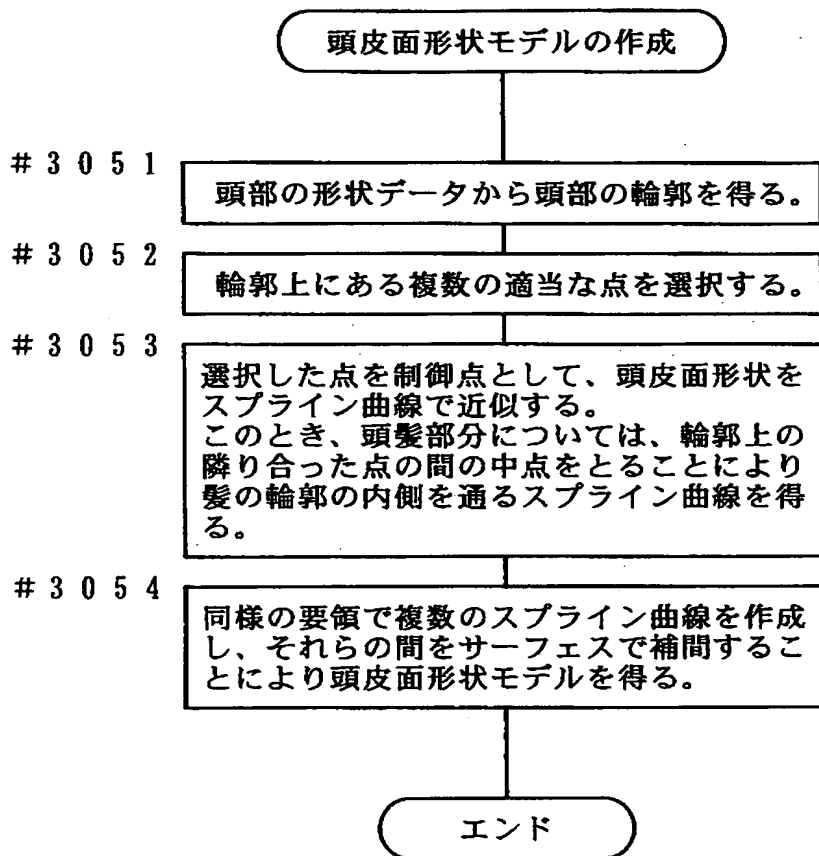 頭皮面形状モデルの作成
#3051
頭部の形状データから頭部の輪郭を得る。
#3052
輪郭上にある複数の適当な点を選択する。
#3053
選択した点を制御点として、頭皮面形状を
スプライン曲線で近似する。
このとき、頭髪部分については、輪郭上の
隣り合った点の間の中点をとることにより
髪の輪郭の内側を通るスプライン曲線を得
る。
#3054
同様の要領で複数のスプライン曲線を作成
し、それらの間をサーフェスで補間するこ
とにより頭皮面形状モデルを得る。
エンド